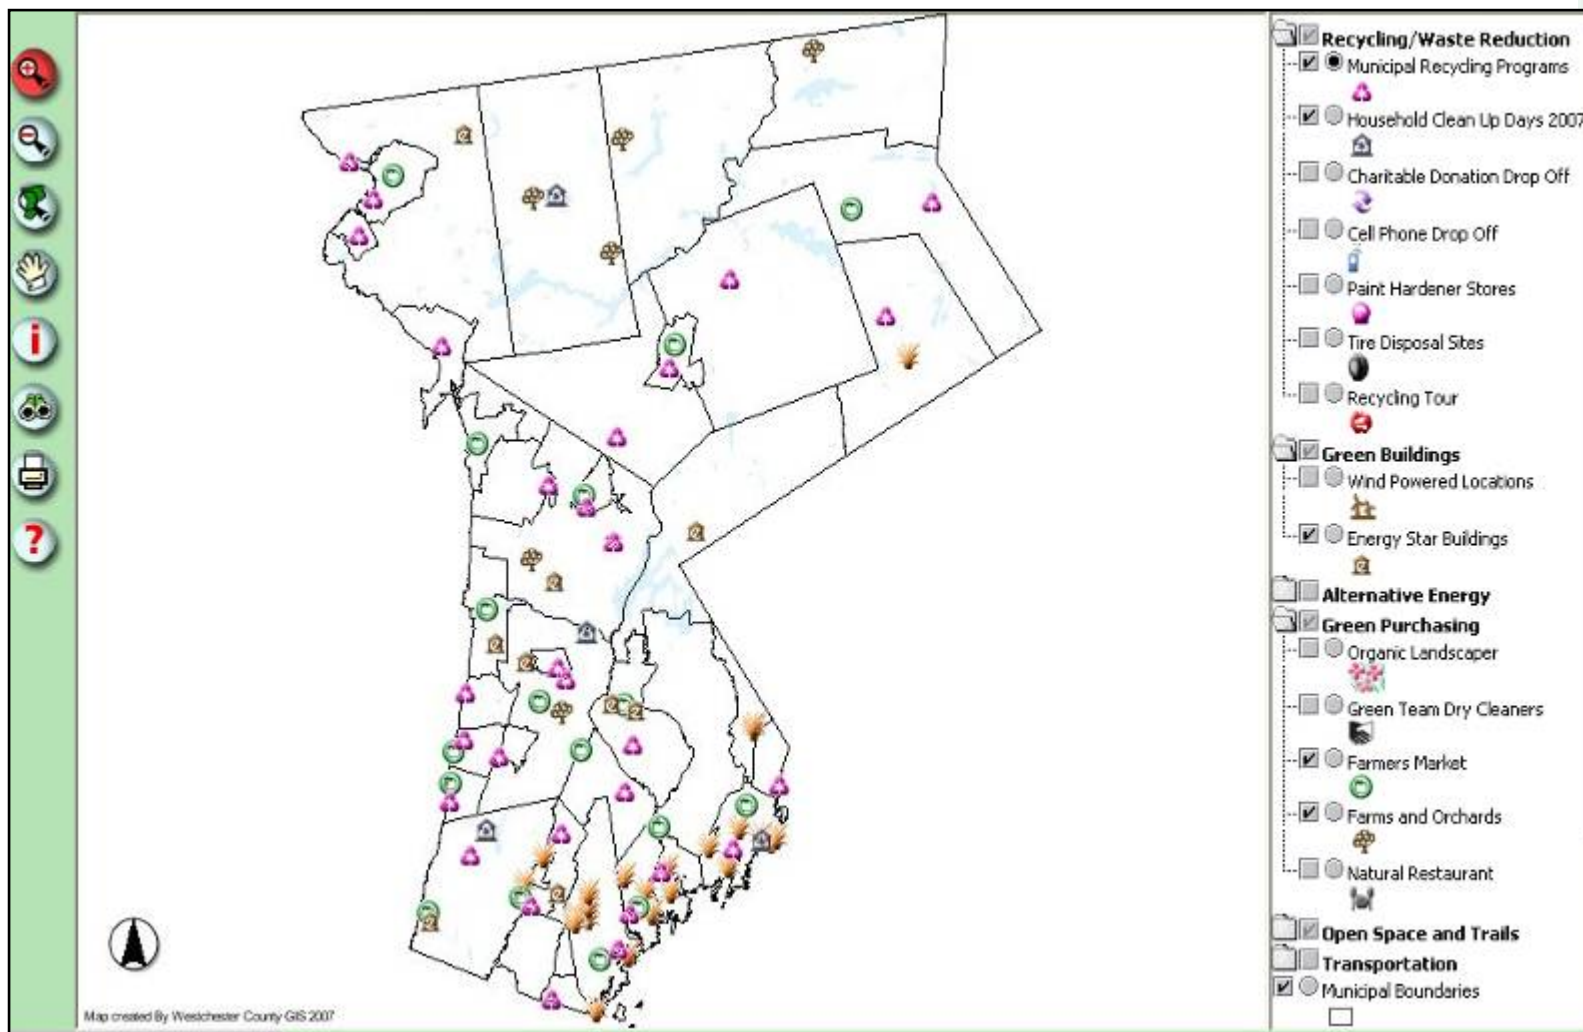 Recycling/Waste Reduction
Municipal Recycling Programs
Household Clean Up Days 2007
Charitable Donation Drop Off
Cell Phone Drop Off
Paint Hardener Stores
Tire Disposal Sites
Recycling Tour
Green Buildings
Wind Powered Locations
Energy Star Buildings
Alternative Energy
Green Purchasing
Organic Landscaper
Green Team Dry Cleaners
Farmers Market
Farms and Orchards
Natural Restaurant
Open Space and Trails
Transportation
Municipal Boundaries
i
?
Map created By Westchester County GIS 2007